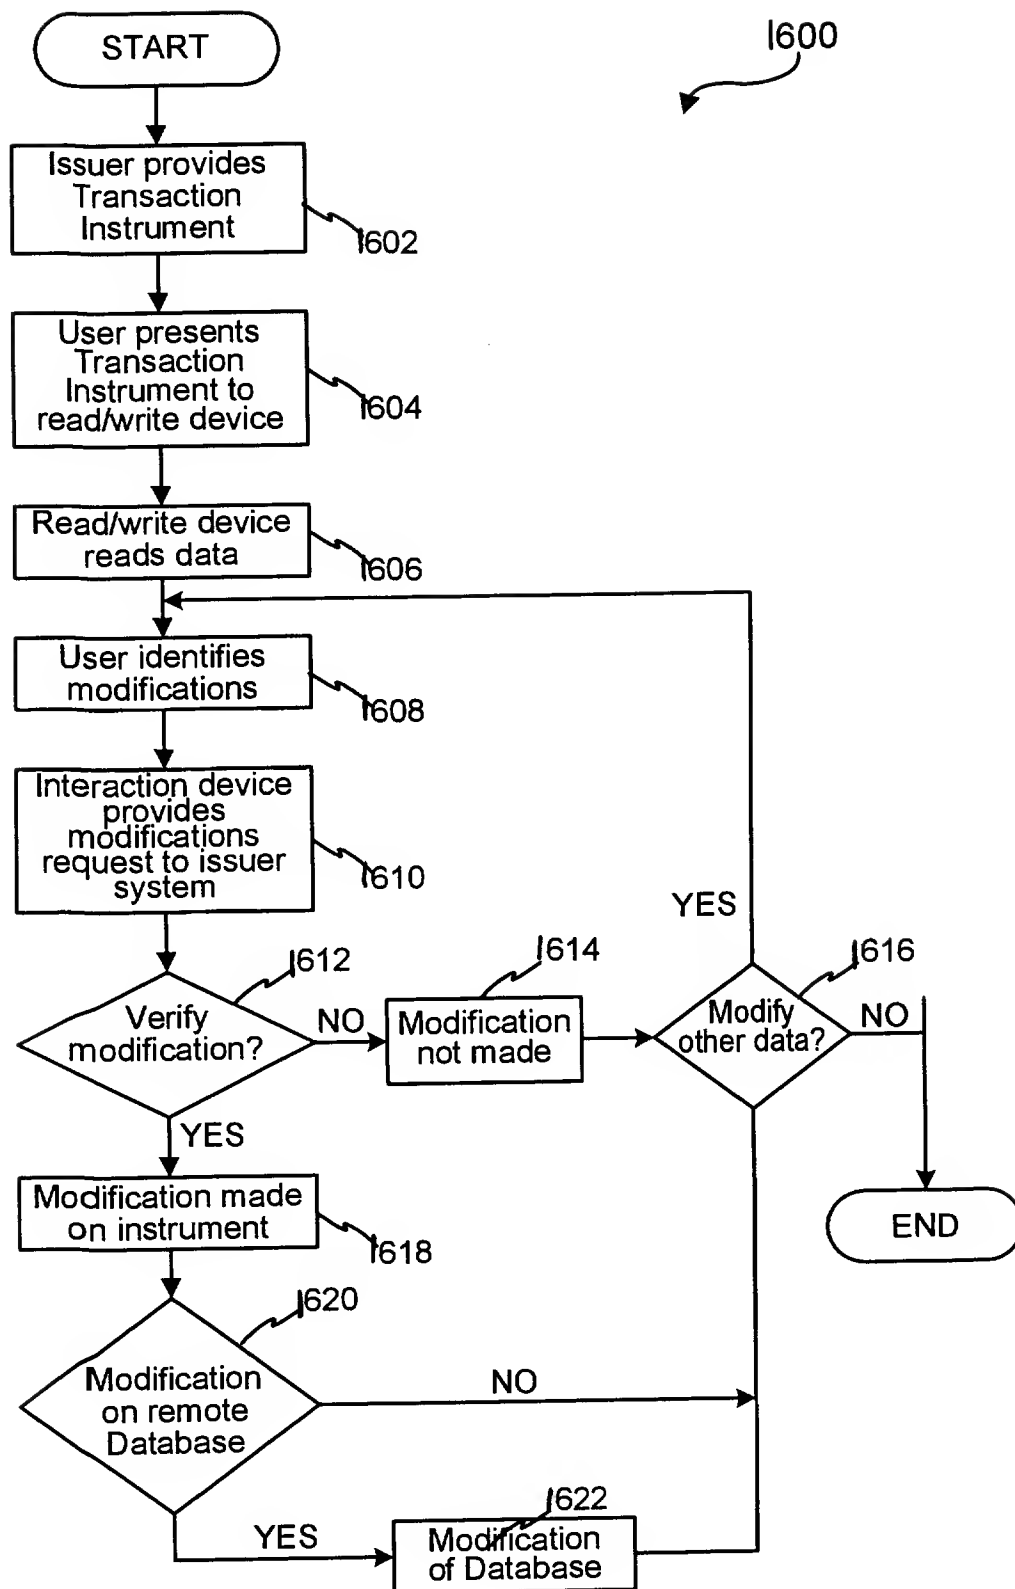 START
1600
Issuer provides
Transaction
Instrument
1602
User presents
Transaction
Instrument to
read/write device
1604
Read/write device
reads data
1606
User identifies
modifications
1608
Interaction device
provides
modifications
request to issuer
system
1610
YES
1612
1614
1616
Verify
modification?
NO
Modification
not made
Modify
other data?
NO
YES
Modification made
on instrument
1618
END
1620
Modification
on remote
Database
NO
1622
YES
Modification
of Database